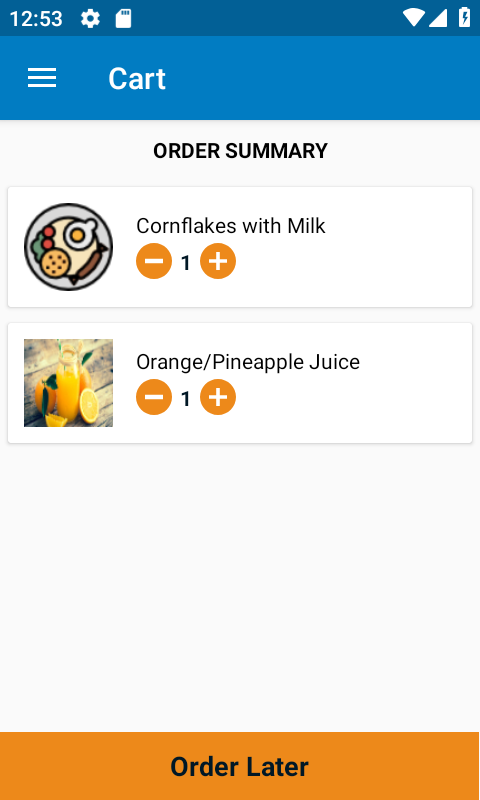 12:53
Cart
ORDER SUMMARY
Cornflakes with Milk
1
Orange/Pineapple Juice
1
Order Later